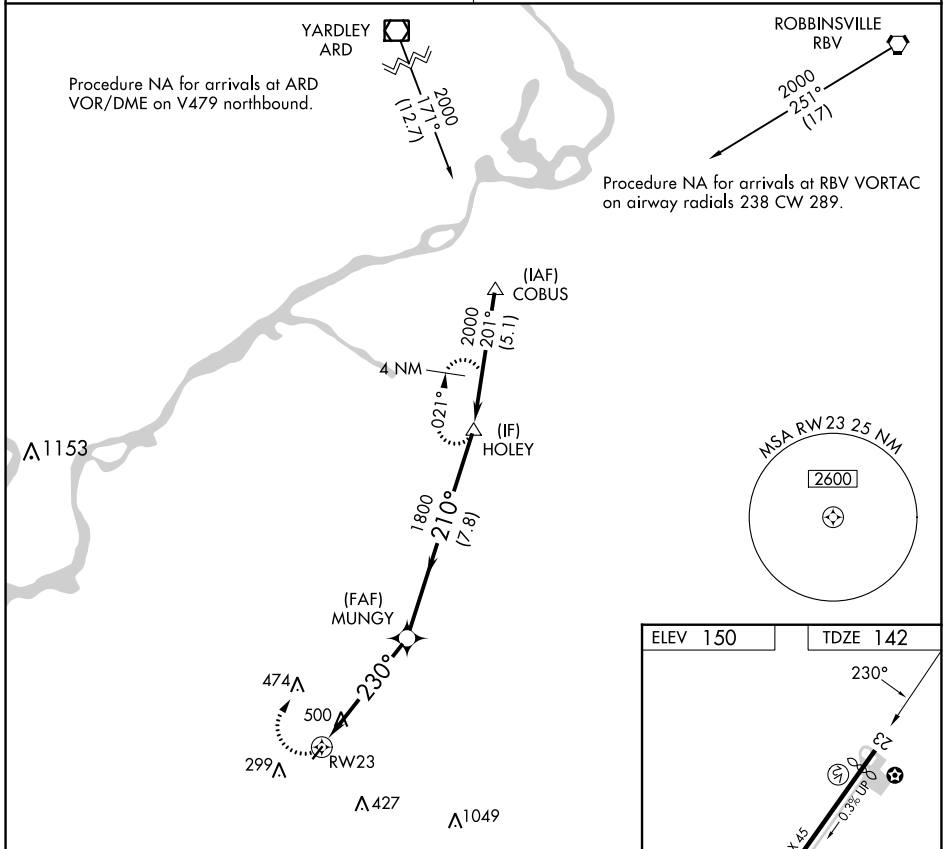 YARDLEY
ARD
ROBBINSVILLE
RBV
Procedure NA for arrivals at ARD
VOR/DME on V479 northbound.
2000
171°
(12.7)
2000
251°
(17)
Procedure NA for arrivals at RBV VORTAC
on airway radials 238 CW 289.
(IAF)
COBUS
2000
201°
(5.1)
4 NM
021°
(IF)
HOLEY
1153
MSA RW23 25 NM
2600
1800
210°
(7.8)
(FAF)
MUNGY
ELEV 150
TDZE 142
230°
474
230°
500
23
RW23
299
0.3% UP
427
1049
X 45